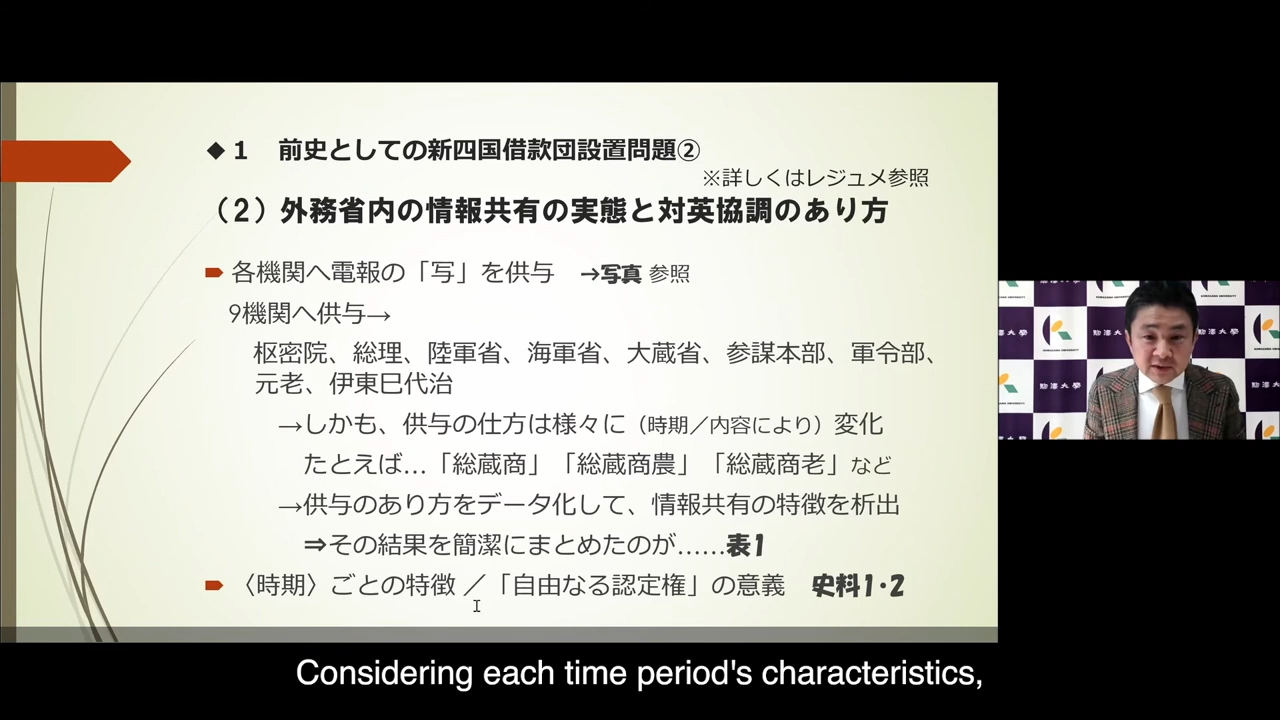 ◆１　前史としての新四国借款団設置問題②
※詳しくはレジュメ参照
（２）外務省内の情報共有の実態と対英協調のあり方
各機関へ電報の「写」を供与　→写真 参照
9機関へ供与→
枢密院、総理、陸軍省、海軍省、大蔵省、参謀本部、軍令部、
元老、伊東巳代治
→しかも、供与の仕方は様々に（時期／内容により）変化
たとえば…「総蔵商」「総蔵商農」「総蔵商老」など
→供与のあり方をデータ化して、情報共有の特徴を析出
⇒その結果を簡潔にまとめたのが……表1
〈時期〉ごとの特徴 ／「自由なる認定権」の意義　史料1・2
駒澤大學
KOMAZAWA UNIVERSITY
Considering each time period's characteristics,